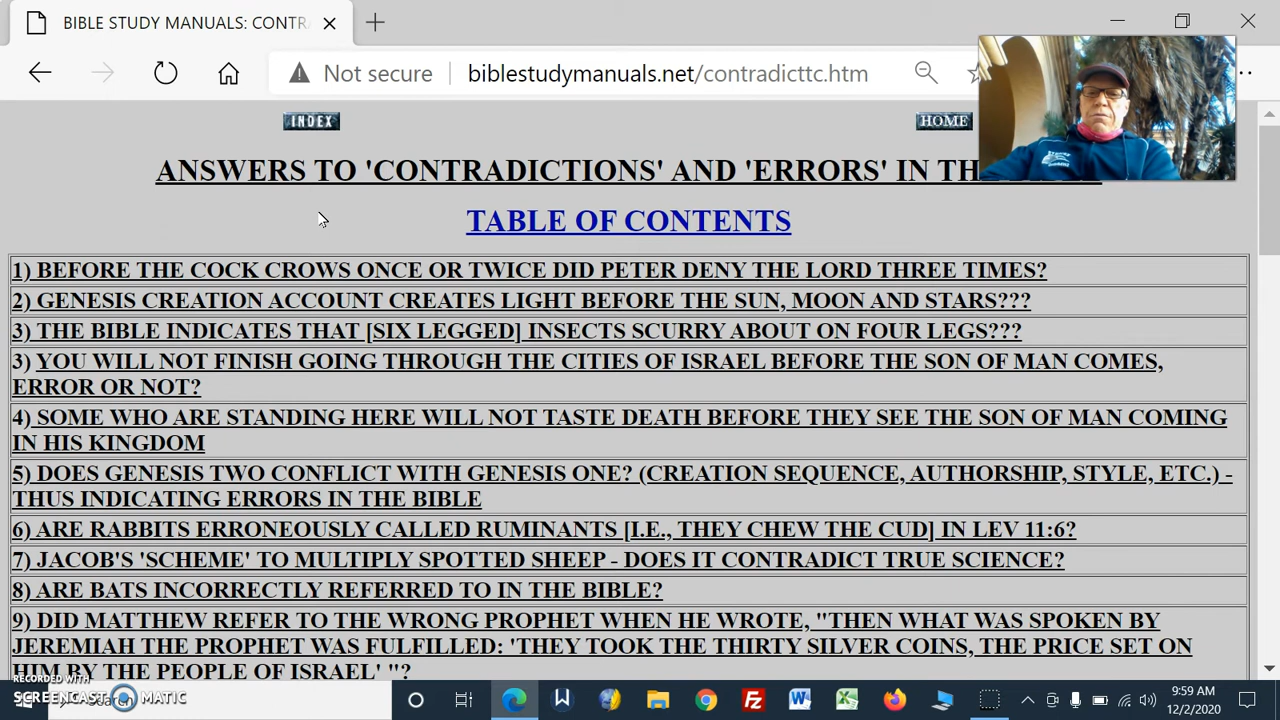 BIBLE STUDY MANUALS: CONTR
Not secure
biblestudymanuals.net/contradicttc.htm
INDEX
HOME
ANSWERS TO 'CONTRADICTIONS' AND 'ERRORS' IN TH
TABLE OF CONTENTS
1) BEFORE THE COCK CROWS ONCE OR TWICE DID PETER DENY THE LORD THREE TIMES?
2) GENESIS CREATION ACCOUNT CREATES LIGHT BEFORE THE SUN, MOON AND STARS???
3) THE BIBLE INDICATES THAT [SIX LEGGED] INSECTS SCURRY ABOUT ON FOUR LEGS???
3) YOU WILL NOT FINISH GOING THROUGH THE CITIES OF ISRAEL BEFORE THE SON OF MAN COMES,
ERROR OR NOT?
4) SOME WHO ARE STANDING HERE WILL NOT TASTE DEATH BEFORE THEY SEE THE SON OF MAN COMING
IN HIS KINGDOM
5) DOES GENESIS TWO CONFLICT WITH GENESIS ONE? (CREATION SEQUENCE, AUTHORSHIP, STYLE, ETC.) -
THUS INDICATING ERRORS IN THE BIBLE
6) ARE RABBITS ERRONEOUSLY CALLED RUMINANTS [I.E., THEY CHEW THE CUD] IN LEV 11:6?
7) JACOB'S 'SCHEME' TO MULTIPLY SPOTTED SHEEP - DOES IT CONTRADICT TRUE SCIENCE?
8) ARE BATS INCORRECTLY REFERRED TO IN THE BIBLE?
9) DID MATTHEW REFER TO THE WRONG PROPHET WHEN HE WROTE, "THEN WHAT WAS SPOKEN BY
JEREMIAH THE PROPHET WAS FULFILLED: 'THEY TOOK THE THIRTY SILVER COINS, THE PRICE SET ON
HIM BY THE PEOPLE OF ISRAEL' "?
RECORDED WITH
SCREENCAST MATIC
Search
9:59 AM
12/2/2020